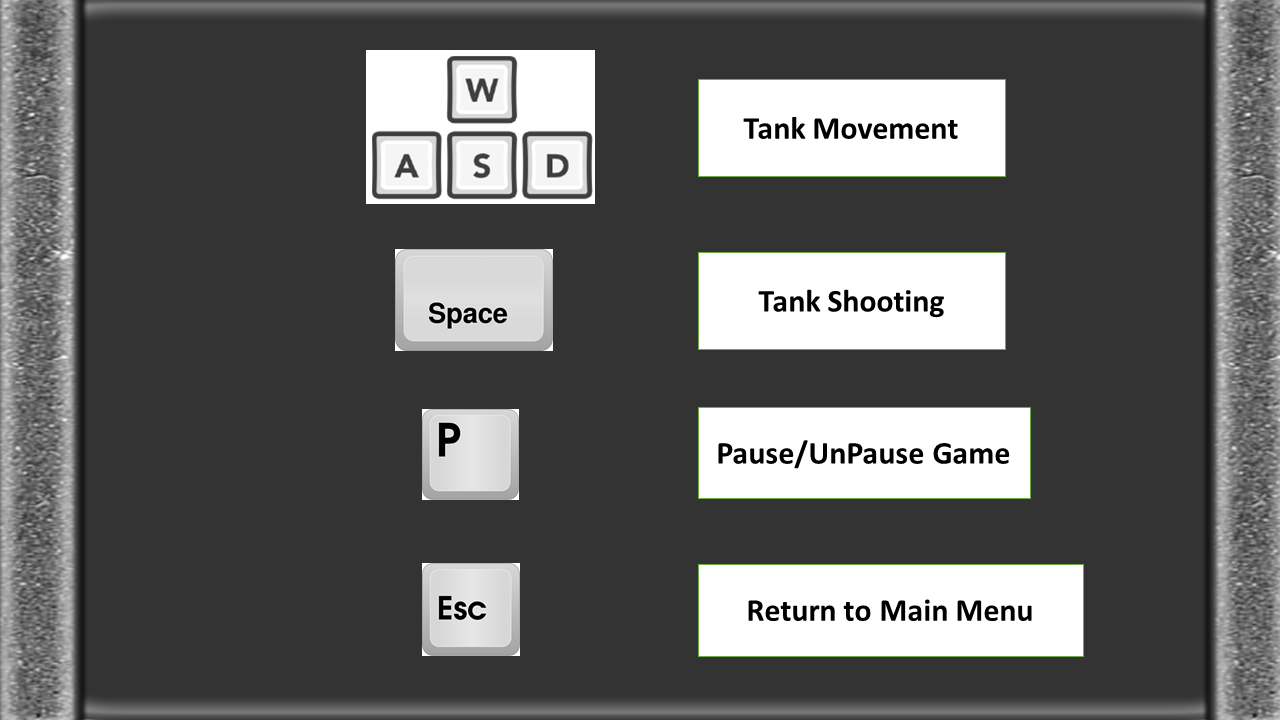 W
A S D
Tank Movement
Space
Tank Shooting
P
Pause/UnPause Game
Esc
Return to Main Menu